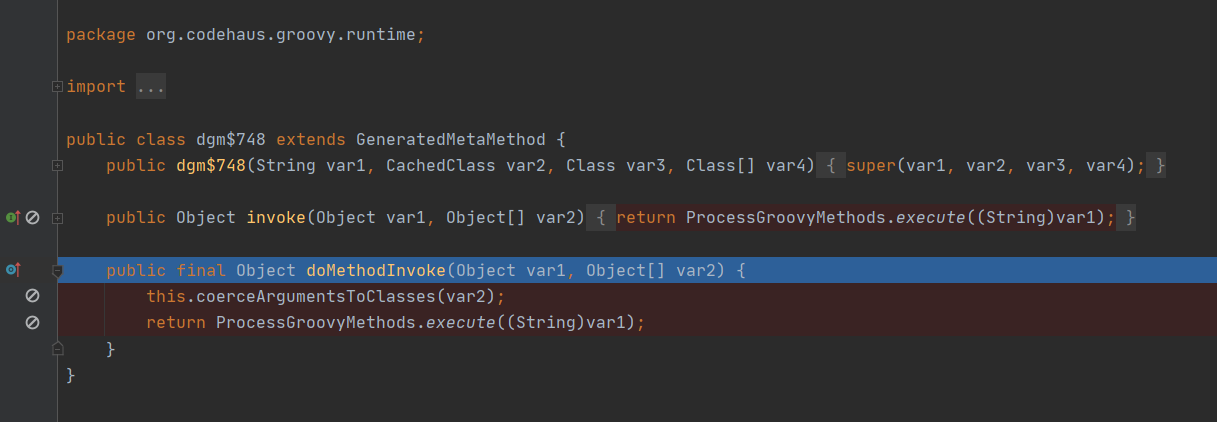 package org.codehaus.groovy.runtime;
import ...
public class dgm$748 extends GeneratedMetaMethod {
public dgm$748(String var1, CachedClass var2, Class var3, Class[] var4) { super(var1, var2, var3, var4); }
public Object invoke(Object var1, Object[] var2) { return ProcessGroovyMethods.execute((String)var1); }
public final Object doMethodInvoke(Object var1, Object[] var2) {
this.coerceArgumentsToClasses(var2);
return ProcessGroovyMethods.execute((String)var1);
}
}